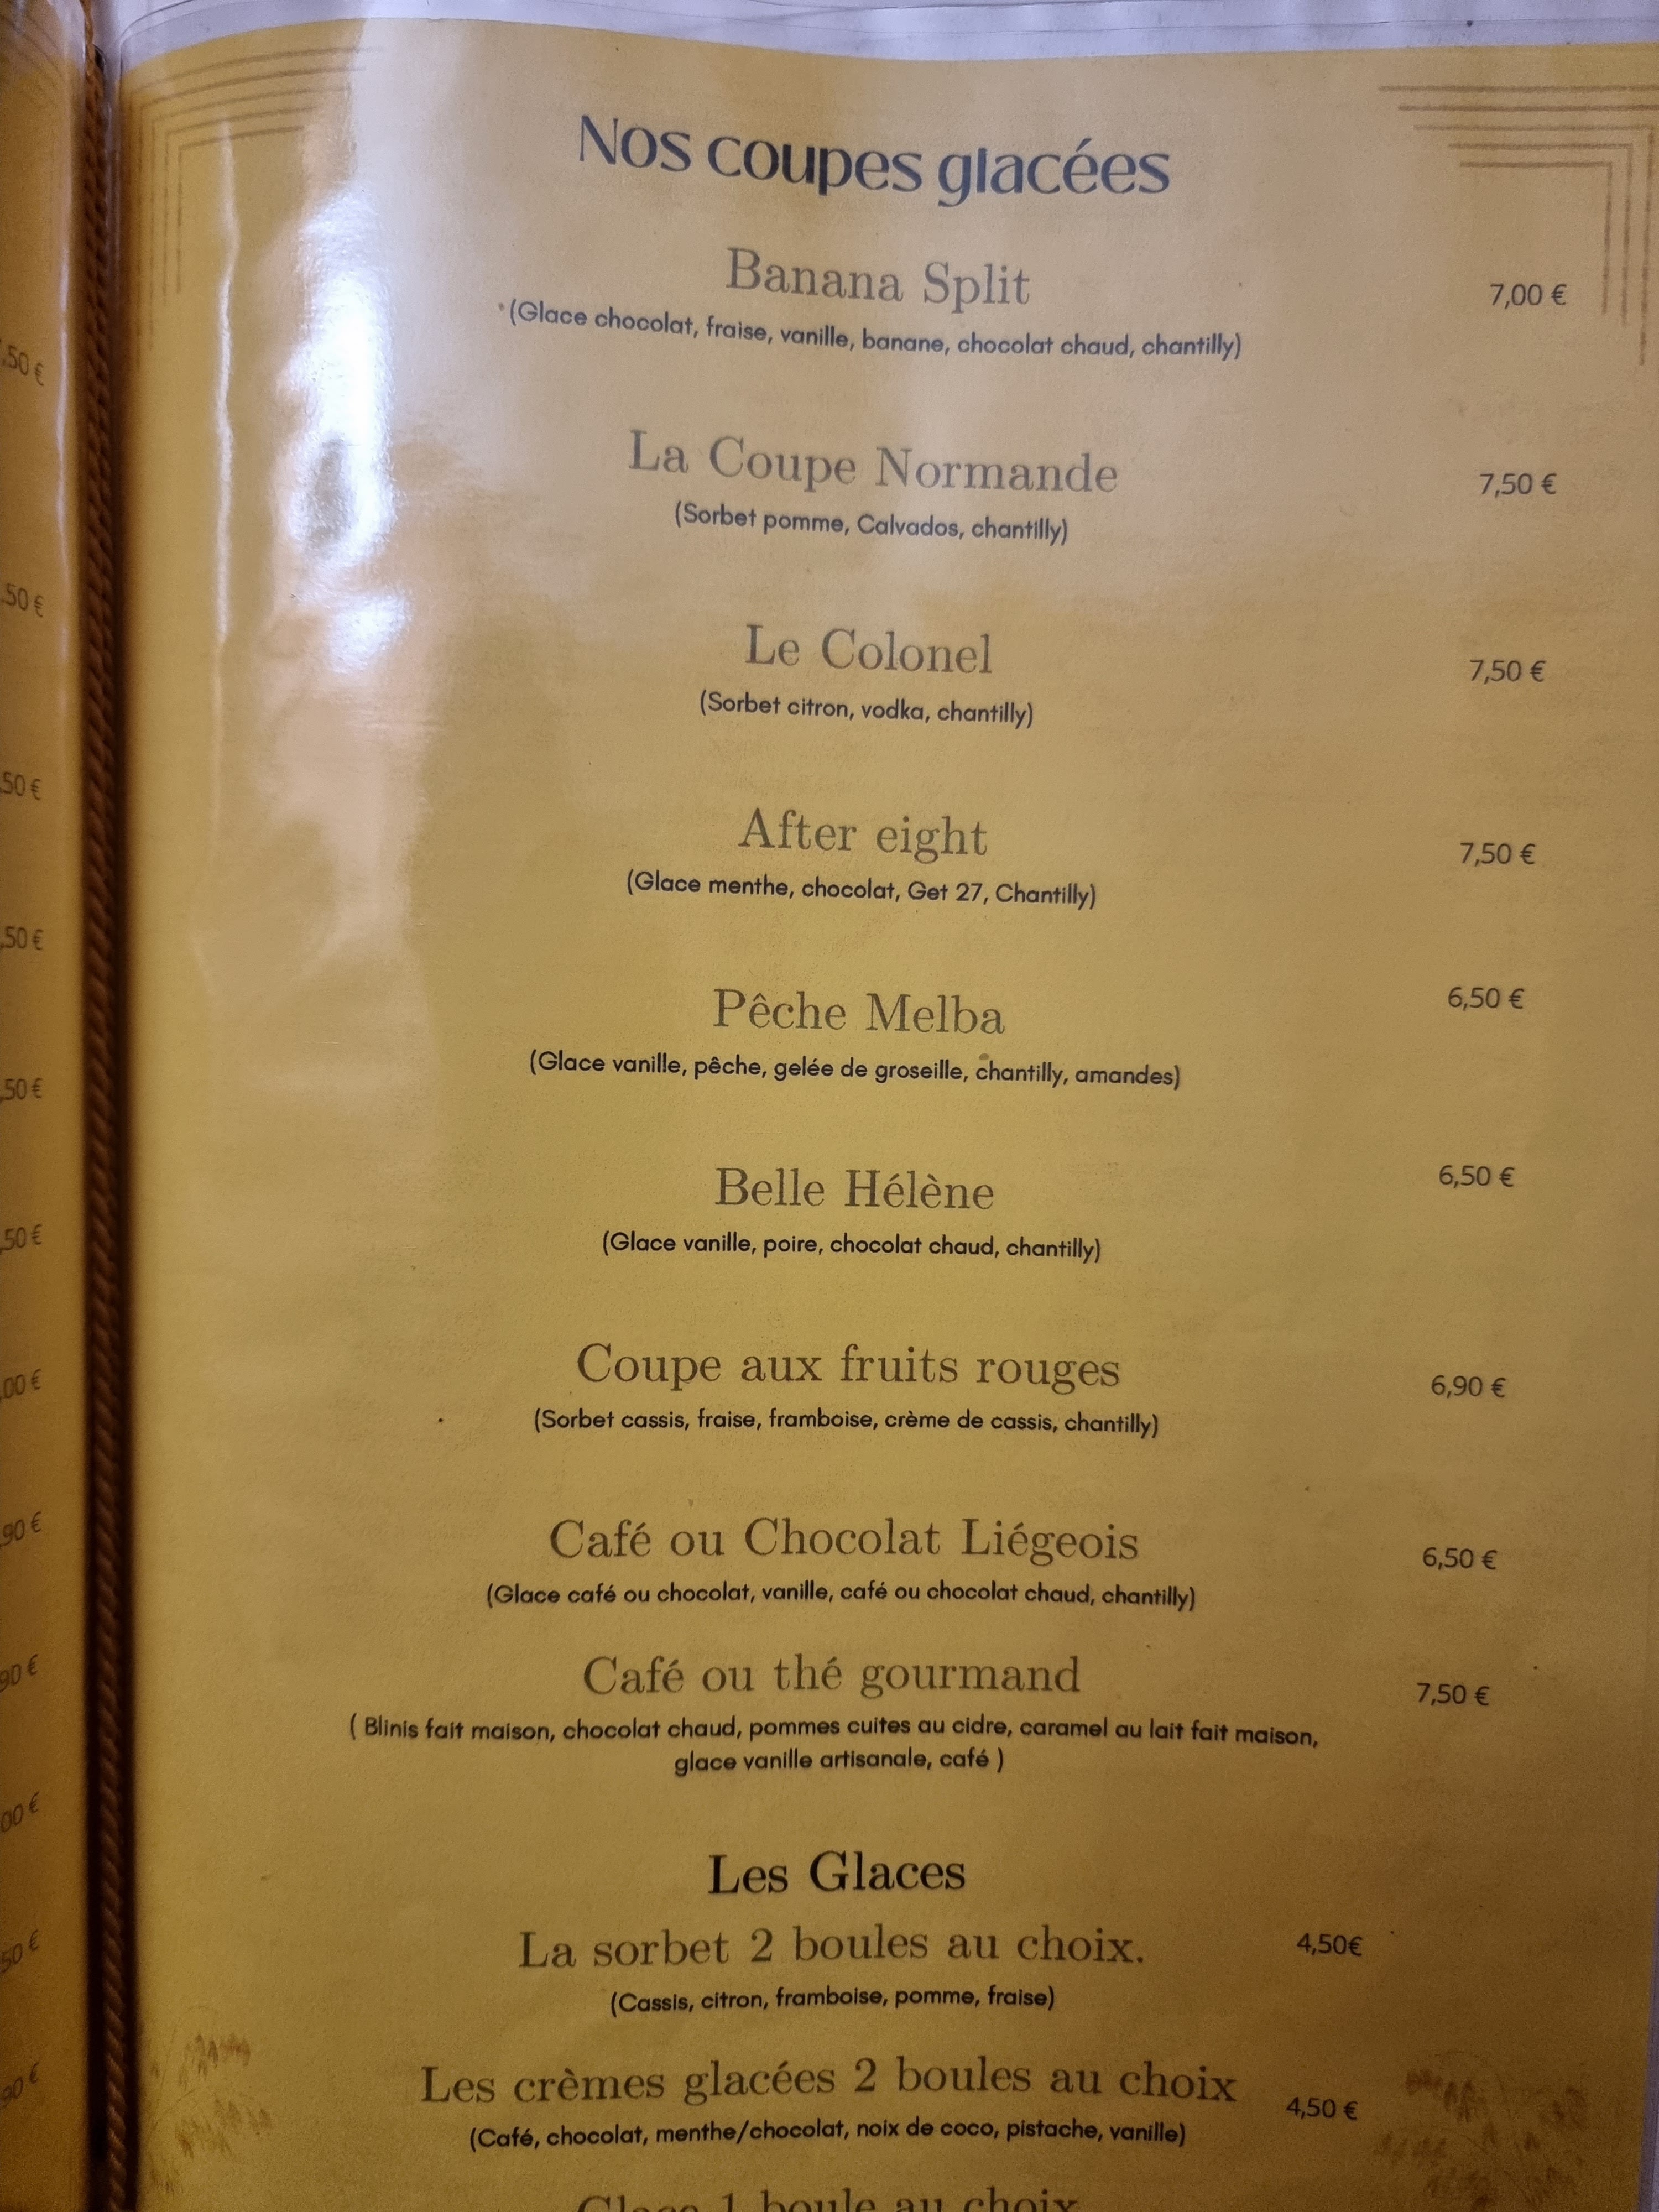 Nos coupes glacées
Banana Split 7,00 €
(Glace chocolat, fraise, vanille, banane, chocolat chaud, chantilly)
La Coupe Normande 7,50 €
(Sorbet pomme, Calvados, chantilly)
Le Colonel 7,50 €
(Sorbet citron, vodka, chantilly)
After eight 7,50 €
(Glace menthe, chocolat, Get 27, Chantilly)
Pêche Melba 6,50 €
(Glace vanille, pêche, gelée de groseille, chantilly, amandes)
Belle Hélène 6,50 €
(Glace vanille, poire, chocolat chaud, chantilly)
Coupe aux fruits rouges 6,90 €
(Sorbet cassis, fraise, framboise, crème de cassis, chantilly)
Café ou Chocolat Liégeois 6,50 €
(Glace café ou chocolat, vanille, café ou chocolat chaud, chantilly)
Café ou thé gourmand 7,50 €
( Blinis fait maison, chocolat chaud, pommes cuites au cidre, caramel au lait fait maison,
glace vanille artisanale, café )
Les Glaces
La sorbet 2 boules au choix. 4,50€
(Cassis, citron, framboise, pomme, fraise)
Les crèmes glacées 2 boules au choix 4,50 €
(Café, chocolat, menthe/chocolat, noix de coco, pistache, vanille)
Glace 1 boule au choix